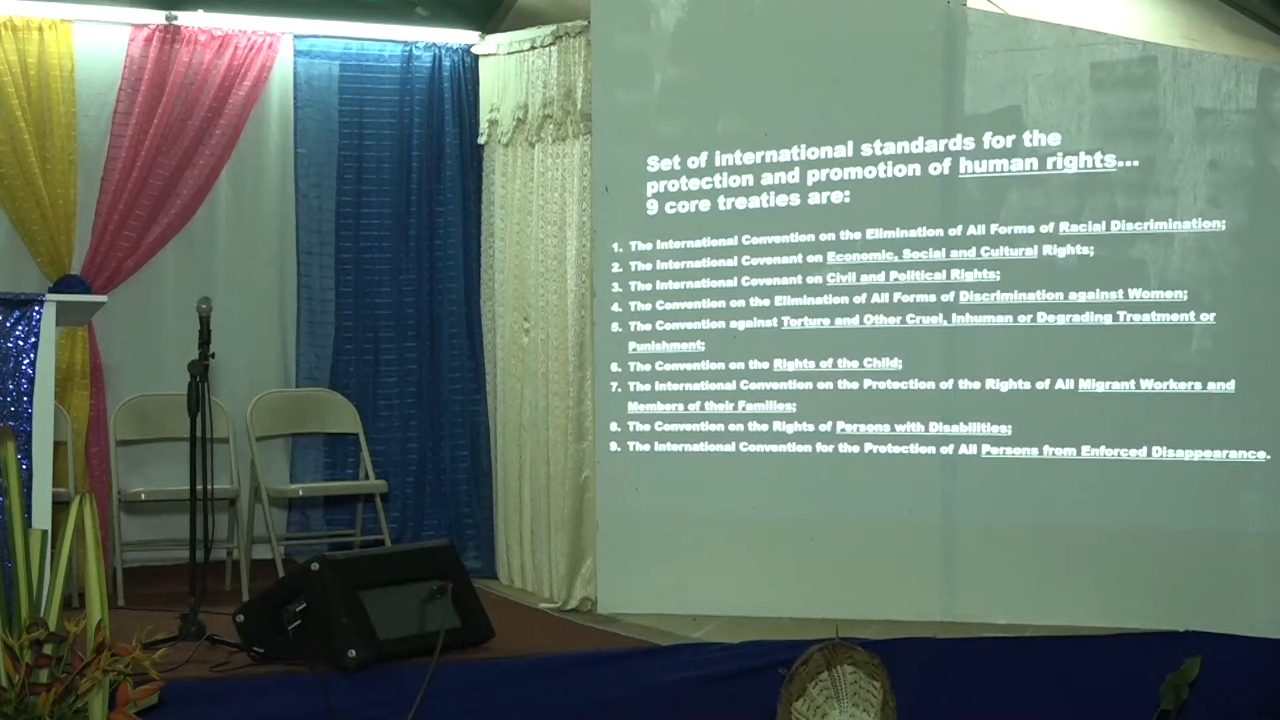 Set of international standards for the
protection and promotion of human rights...
9 core treaties are:
1. The International Convention on the Elimination of All Forms of Racial Discrimination;
2. The International Covenant on Economic, Social and Cultural Rights;
3. The International Covenant on Civil and Political Rights;
4. The Convention on the Elimination of All Forms of Discrimination against Women;
5. The Convention against Torture and Other Cruel, Inhuman or Degrading Treatment or
Punishment;
6. The Convention on the Rights of the Child;
7. The International Convention on the Protection of the Rights of All Migrant Workers and
Members of their Families;
8. The Convention on the Rights of Persons with Disabilities;
9. The International Convention for the Protection of All Persons from Enforced Disappearance.